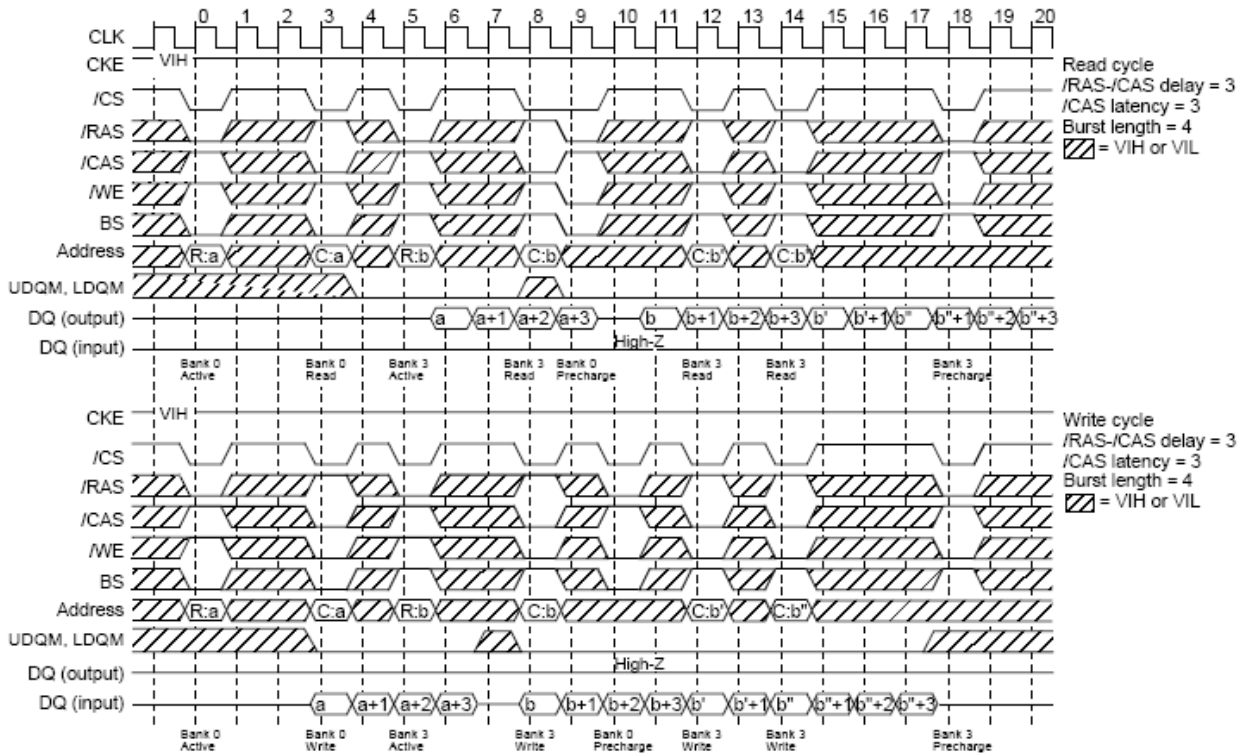 0 1 2 3 4 5 6 7 8 9 10 11 12 13 14 15 16 17 18 19 20
CLK
CKE VIH
/CS
/RAS
/CAS
/WE
BS
Address R:a C:a R:b C:b C:b' C:b"
UDQM, LDQM
DQ (output) a a+1 a+2 a+3 b b+1 b+2 b+3 b' b'+1 b" b"+1 b"+2 b"+3
DQ (input) High-Z
Bank 0 Active
Bank 0 Read
Bank 3 Active
Bank 3 Read
Bank 0 Precharge
Bank 3 Read
Bank 3 Read
Bank 3 Precharge
Read cycle
/RAS-/CAS delay = 3
/CAS latency = 3
Burst length = 4
= VIH or VIL
CKE VIH
/CS
/RAS
/CAS
/WE
BS
Address R:a C:a R:b C:b C:b' C:b"
UDQM, LDQM
DQ (output) High-Z
DQ (input) a a+1 a+2 a+3 b b+1 b+2 b+3 b' b'+1 b" b"+1 b"+2 b"+3
Bank 0 Active
Bank 0 Write
Bank 3 Active
Bank 3 Write
Bank 0 Precharge
Bank 3 Write
Bank 3 Write
Bank 3 Precharge
Write cycle
/RAS-/CAS delay = 3
/CAS latency = 3
Burst length = 4
= VIH or VIL